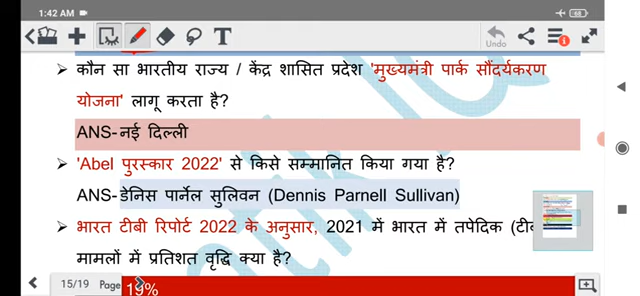 1:42 AM
68
T
Undo
➢ कौन सा भारतीय राज्य / केंद्र शासित प्रदेश 'मुख्यमंत्री पार्क सौंदर्यकरण
योजना' लागू करता है?
ANS-नई दिल्ली
➢ 'Abel पुरस्कार 2022' से किसे सम्मानित किया गया है?
ANS-डेनिस पार्नेल सुलिवन (Dennis Parnell Sullivan)
➢ भारत टीबी रिपोर्ट 2022 के अनुसार, 2021 में भारत में तपेदिक
मामलों में प्रतिशत वृद्धि क्या है?
15/19 Page
19%